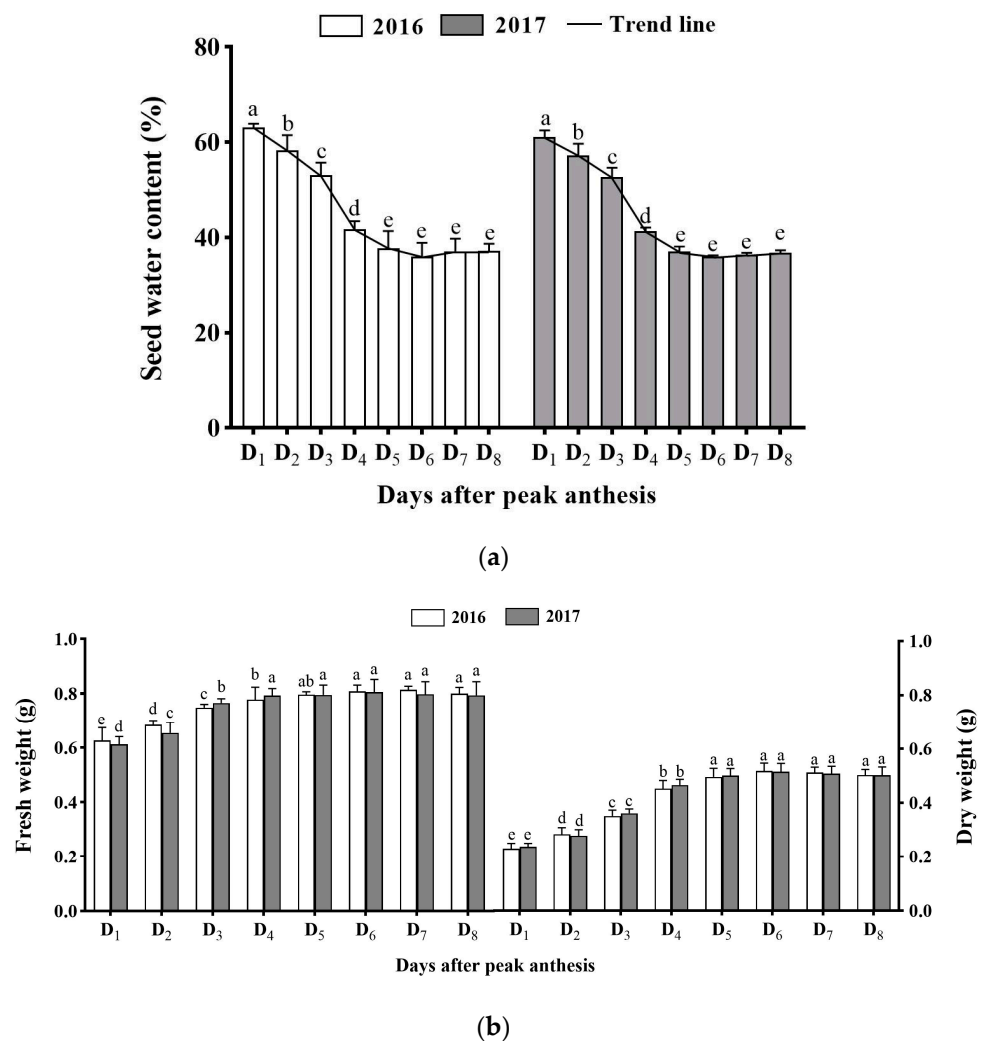 2016 2017 Trend line
80
60
40
20
0
Seed water content (%)
a b c d e e e e a b c d e e e e
D1 D2 D3 D4 D5 D6 D7 D8 D1 D2 D3 D4 D5 D6 D7 D8
Days after peak anthesis
(a)
2016 2017
1.0
0.8
0.6
0.4
0.2
0.0
Fresh weight (g)
e d d c c b b a ab a a a a a a a
e e d d c c b b a a a a a a a a
1.0
0.8
0.6
0.4
0.2
0.0
Dry weight (g)
D1 D2 D3 D4 D5 D6 D7 D8 D1 D2 D3 D4 D5 D6 D7 D8
Days after peak anthesis
(b)